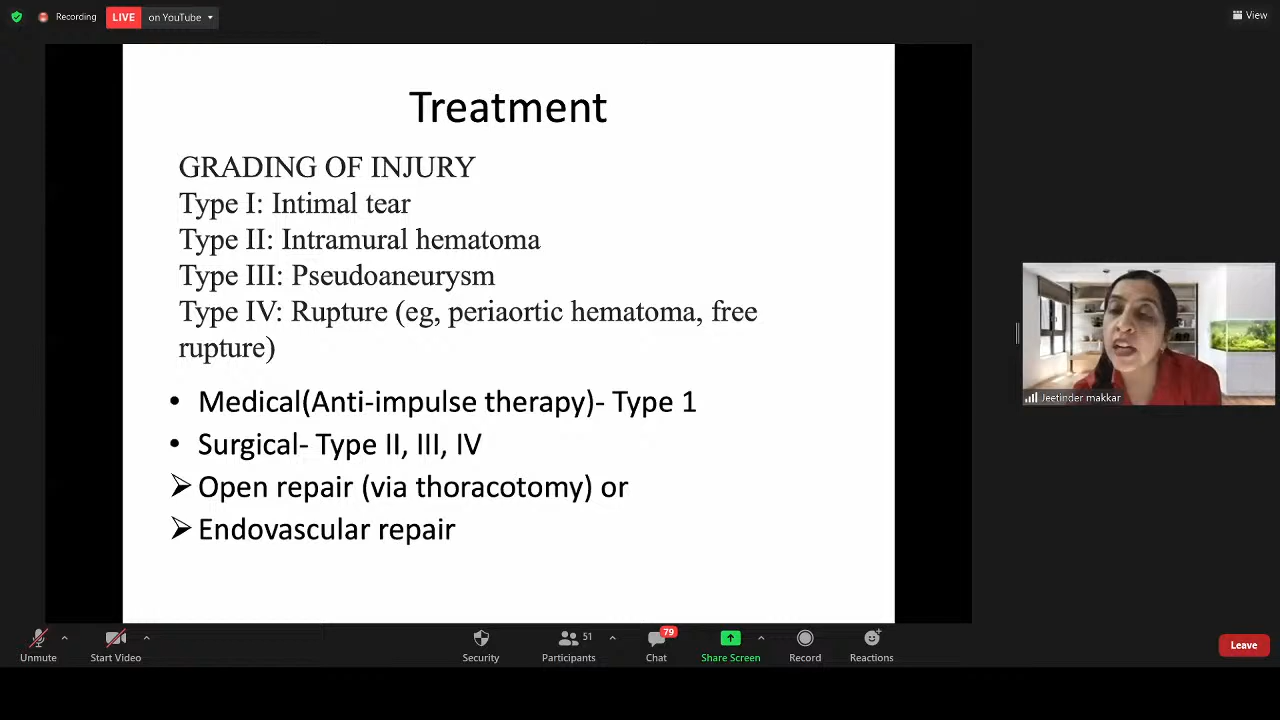 Recording
LIVE
on YouTube
View
Treatment
GRADING OF INJURY
Type I: Intimal tear
Type II: Intramural hematoma
Type III: Pseudoaneurysm
Type IV: Rupture (eg, periaortic hematoma, free
rupture)
• Medical(Anti-impulse therapy)- Type 1
• Surgical- Type II, III, IV
➢ Open repair (via thoracotomy) or
➢ Endovascular repair
Jeetinder makkar
Unmute
Start Video
Security
51
Participants
79
Chat
Share Screen
Record
Reactions
Leave